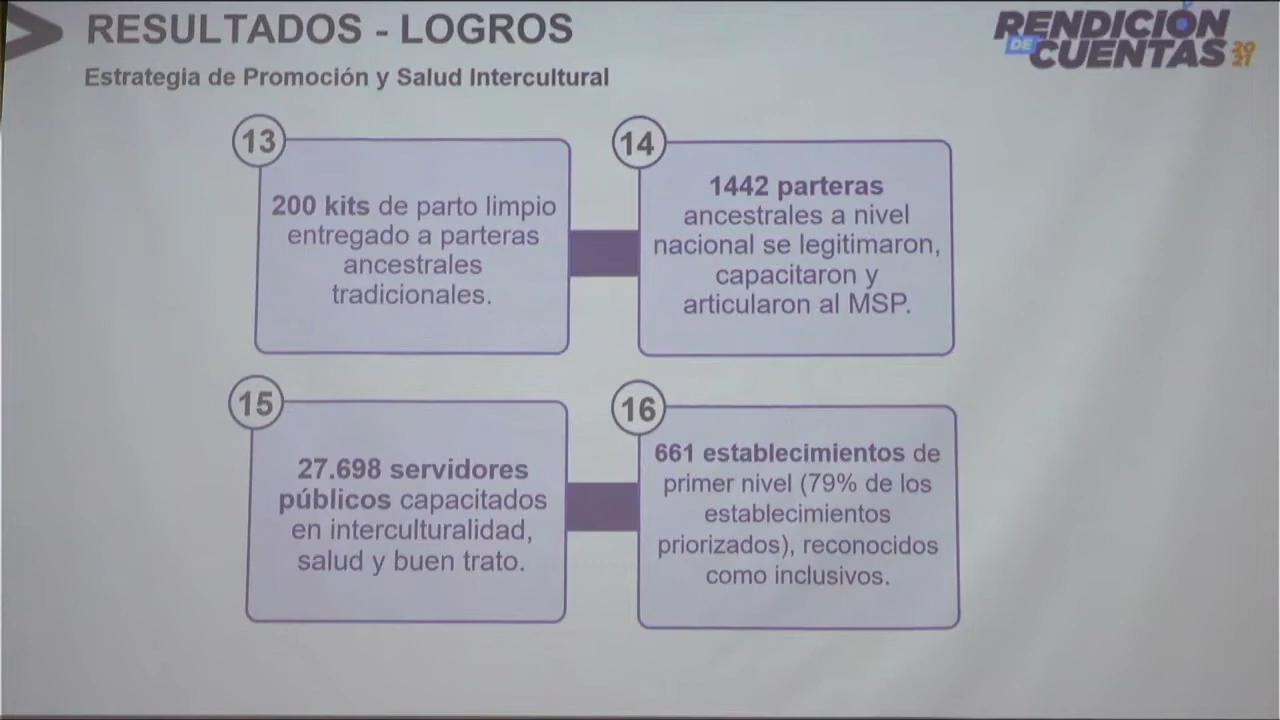 RESULTADOS - LOGROS
Estrategia de Promoción y Salud Intercultural
RENDICIÓN
DE CUENTAS 2021
13
200 kits de parto limpio
entregado a parteras
ancestrales
tradicionales.
14
1442 parteras
ancestrales a nivel
nacional se legitimaron,
capacitaron y
articularon al MSP.
15
27.698 servidores
públicos capacitados
en interculturalidad,
salud y buen trato.
16
661 establecimientos de
primer nivel (79% de los
establecimientos
priorizados), reconocidos
como inclusivos.